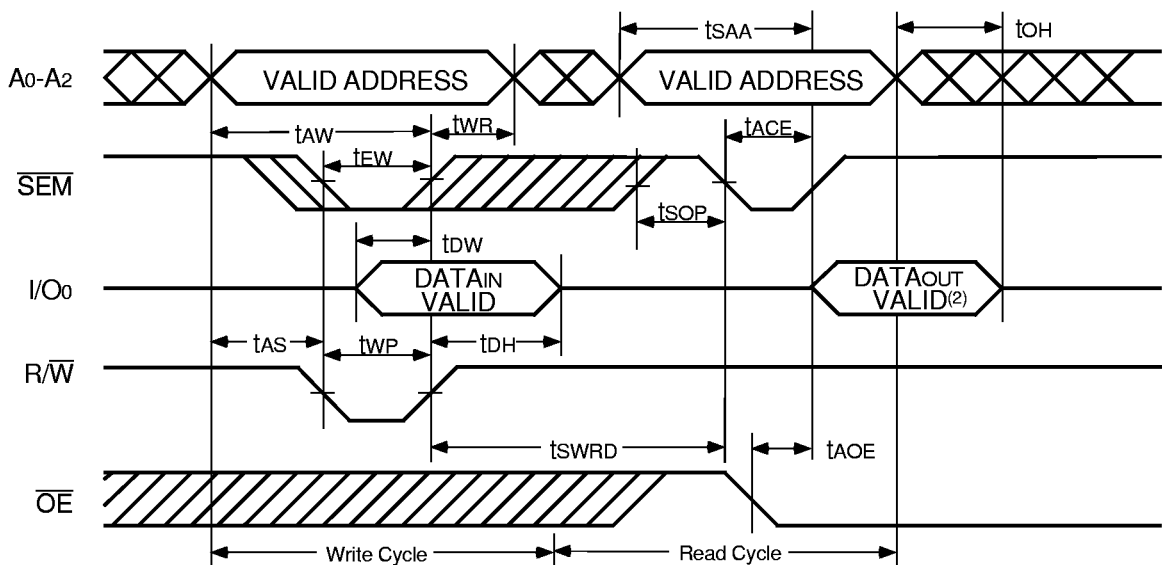 tSAA
tOH
A0-A2
VALID ADDRESS
VALID ADDRESS
tAW
tWR
tACE
tEW
SEM
tSOP
tDW
I/O0
DATAIN
VALID
DATAOUT
VALID(2)
tAS
tWP
tDH
R/W
tSWRD
tAOE
OE
Write Cycle
Read Cycle